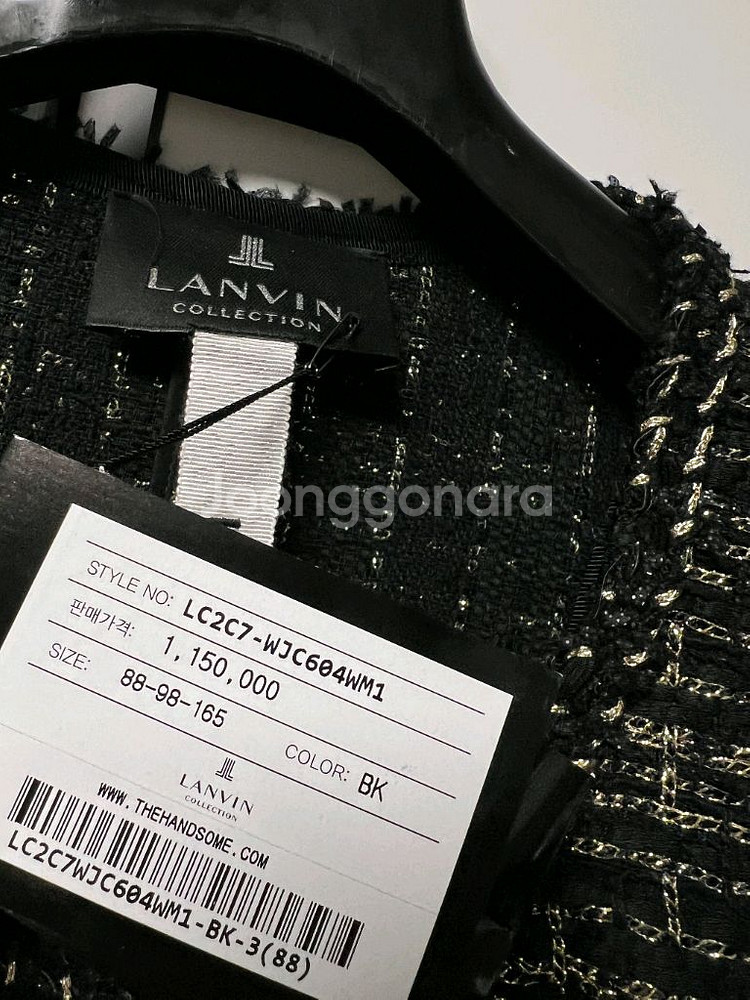 LANVIN
COLLECTION
Joonggonara
STYLE NO: LC2C7-WJC604WM1
판매가격: 1,150,000
SIZE: 88-98-165
COLOR: BK
LANVIN
COLLECTION
WWW.THEHANDSOME.COM
LC2C7WJC604WM1-BK-3(88)